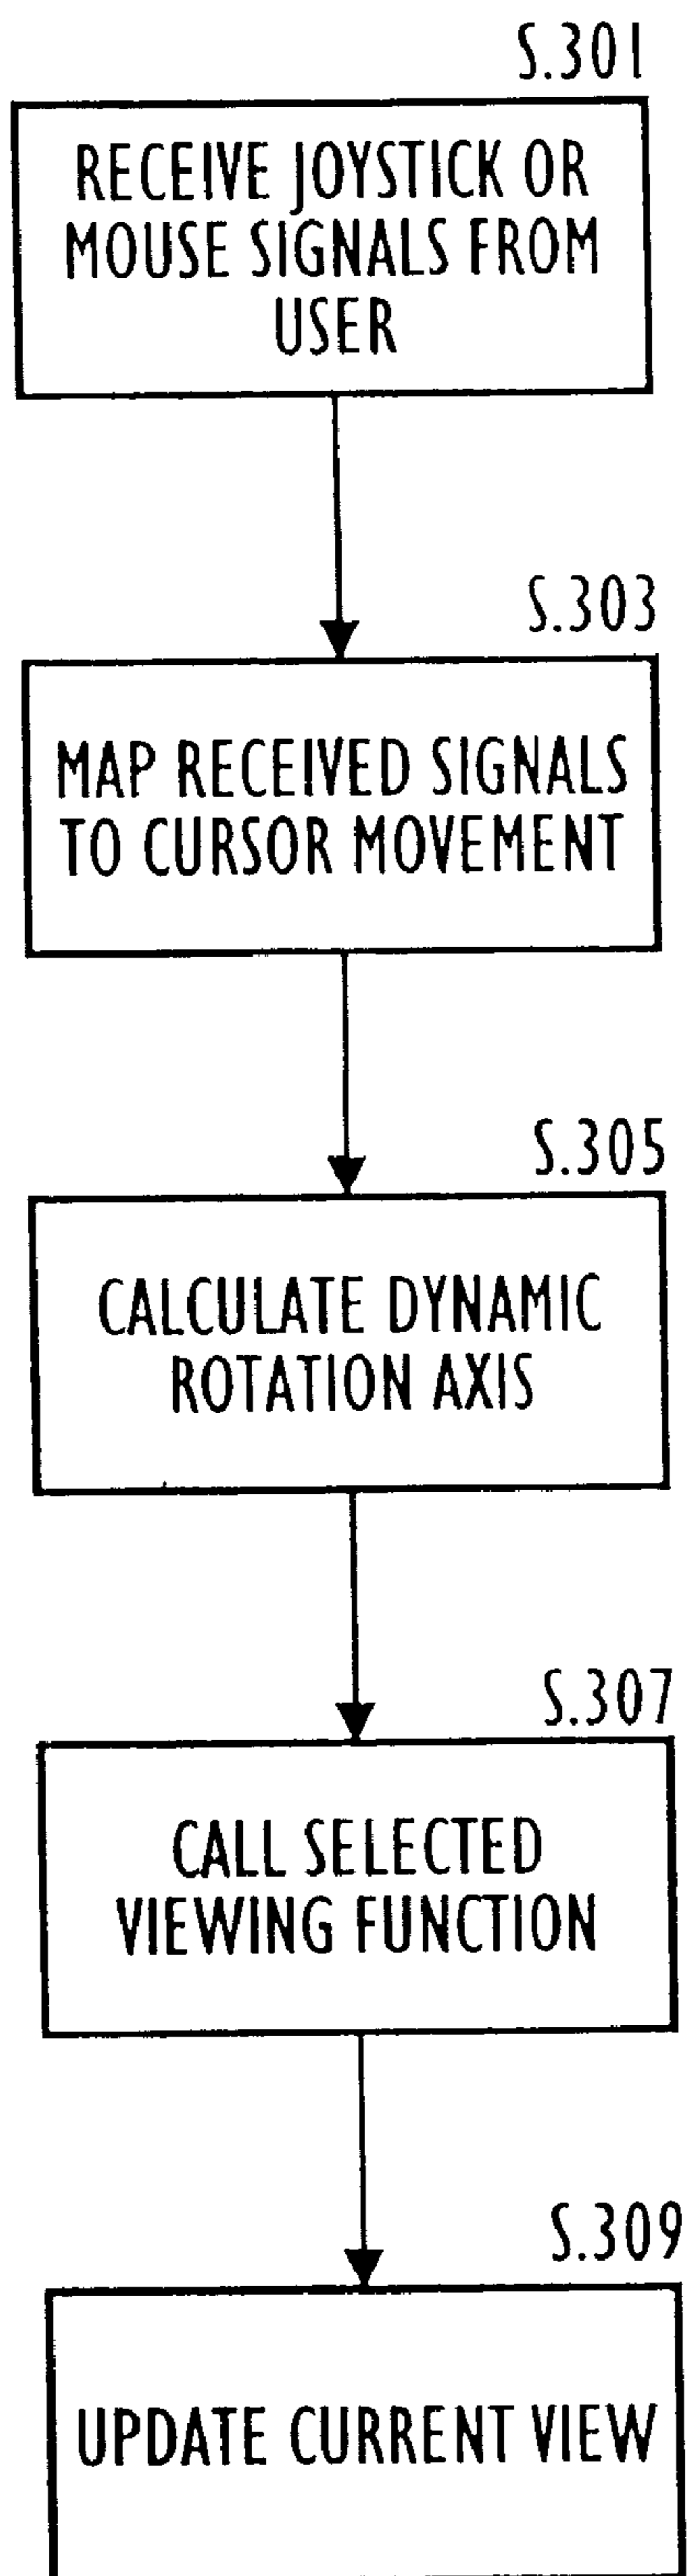 S.301
RECEIVE JOYSTICK OR
MOUSE SIGNALS FROM
USER
S.303
MAP RECEIVED SIGNALS
TO CURSOR MOVEMENT
S.305
CALCULATE DYNAMIC
ROTATION AXIS
S.307
CALL SELECTED
VIEWING FUNCTION
S.309
UPDATE CURRENT VIEW